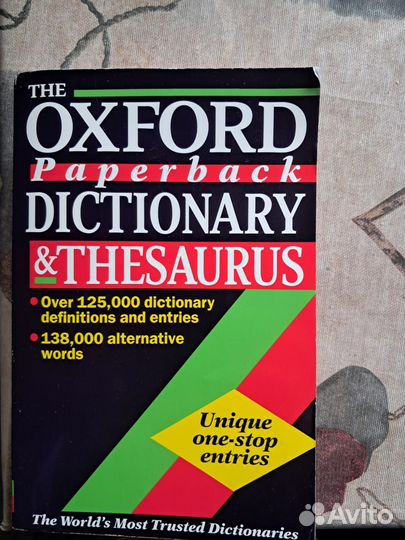 THE
OXFORD
Paperback
DICTIONARY
&THESAURUS
• Over 125,000 dictionary
definitions and entries
• 138,000 alternative
words
Unique
one-stop
entries
The World's Most Trusted Dictionaries
Avito